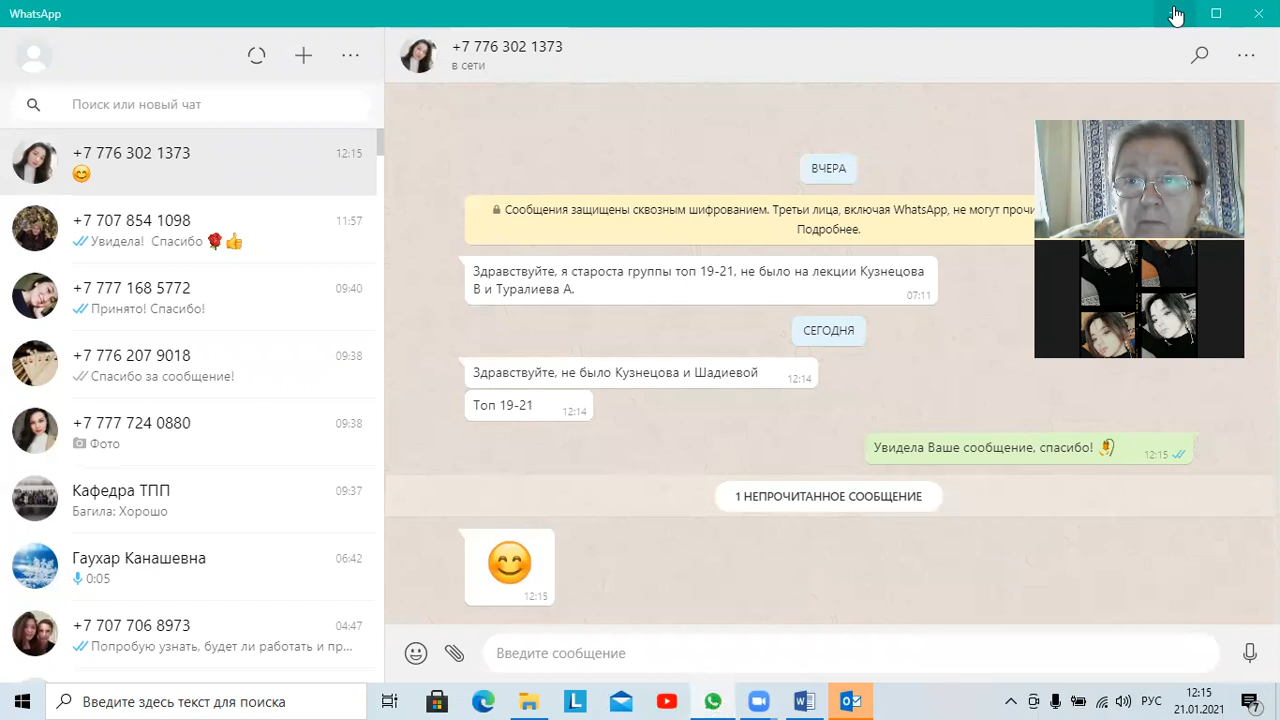 WhatsApp
Поиск или новый чат
+7 776 302 1373
12:15
+7 707 854 1098
11:57
Увидела! Спасибо
+7 777 168 5772
09:40
Принято! Спасибо!
+7 776 207 9018
09:38
Спасибо за сообщение!
+7 777 724 0880
09:38
Фото
Кафедра ТПП
09:37
Багила: Хорошо
Гаухар Канашевна
06:42
0:05
+7 707 706 8973
04:47
Попробую узнать, будет ли работать и пр...
+7 776 302 1373
в сети
ВЧЕРА
Сообщения защищены сквозным шифрованием. Третьи лица, включая WhatsApp, не могут прочи
Подробнее.
Здравствуйте, я староста группы топ 19-21, не было на лекции Кузнецова
В и Туралиева А.
07:11
СЕГОДНЯ
Здравствуйте, не было Кузнецова и Шадиевой
12:14
Топ 19-21
12:14
Увидела Ваше сообщение, спасибо!
12:15
1 НЕПРОЧИТАННОЕ СООБЩЕНИЕ
12:15
Введите сообщение
Введите здесь текст для поиска
РУС
12:15
21.01.2021
7